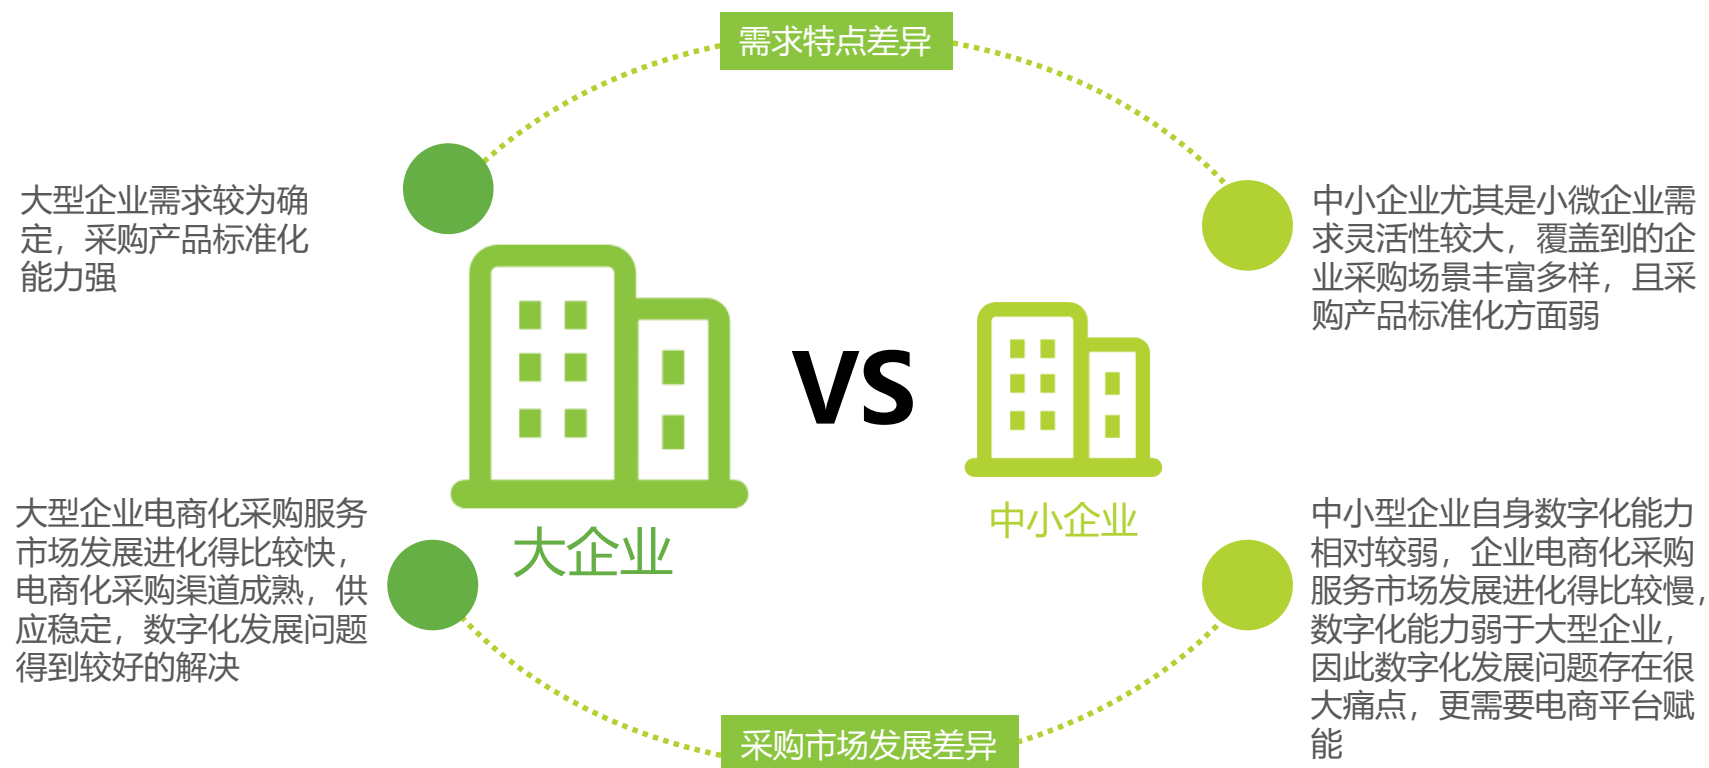 需求特点差异
大型企业需求较为确
定，采购产品标准化
能力强
中小企业尤其是小微企业需
求灵活性较大，覆盖到的企
业采购场景丰富多样，且采
购产品标准化方面弱
VS
大企业
中小企业
大型企业电商化采购服务
市场发展进化得比较快，
电商化采购渠道成熟，供
应稳定，数字化发展问题
得到较好的解决
中小型企业自身数字化能力
相对较弱，企业电商化采购
服务市场发展进化得比较慢，
数字化能力弱于大型企业，
因此数字化发展问题存在很
大痛点，更需要电商平台赋
能
采购市场发展差异